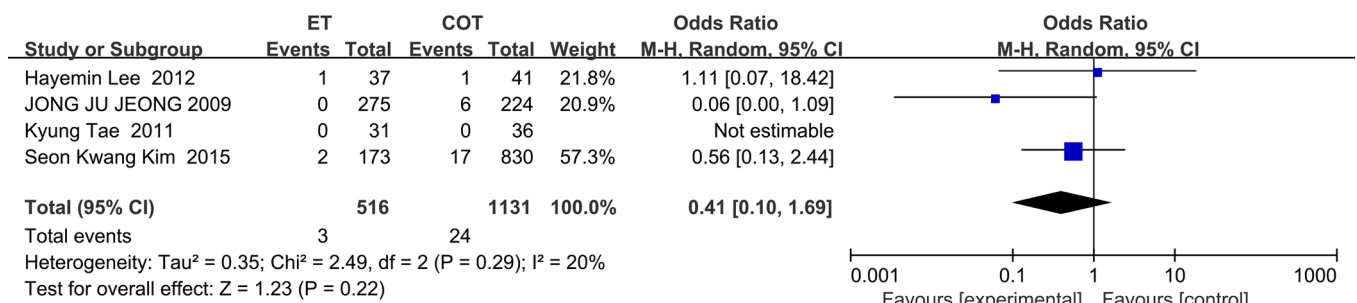 ET COT Odds Ratio Odds Ratio
Study or Subgroup Events Total Events Total Weight M-H, Random, 95% CI M-H, Random, 95% CI
Hayemin Lee 2012 1 37 1 41 21.8% 1.11 [0.07, 18.42]
JONG JU JEONG 2009 0 275 6 224 20.9% 0.06 [0.00, 1.09]
Kyung Tae 2011 0 31 0 36 Not estimable
Seon Kwang Kim 2015 2 173 17 830 57.3% 0.56 [0.13, 2.44]
Total (95% CI) 516 1131 100.0% 0.41 [0.10, 1.69]
Total events 3 24
Heterogeneity: Tau² = 0.35; Chi² = 2.49, df = 2 (P = 0.29); I² = 20%
Test for overall effect: Z = 1.23 (P = 0.22)
0.001 0.1 1 10 1000
Favours [experimental] Favours [control]